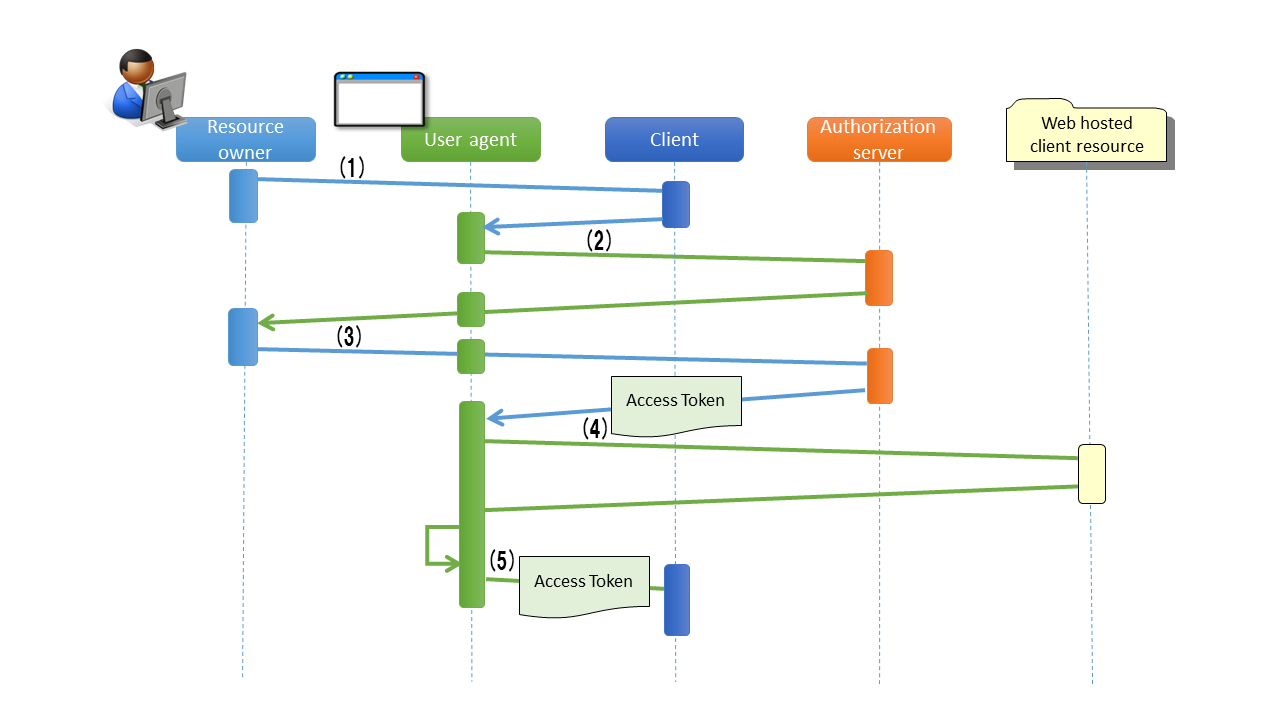 Resource
owner
User agent
Client
Authorization
server
Web hosted
client resource
(1)
(2)
(3)
Access Token
(4)
(5)
Access Token